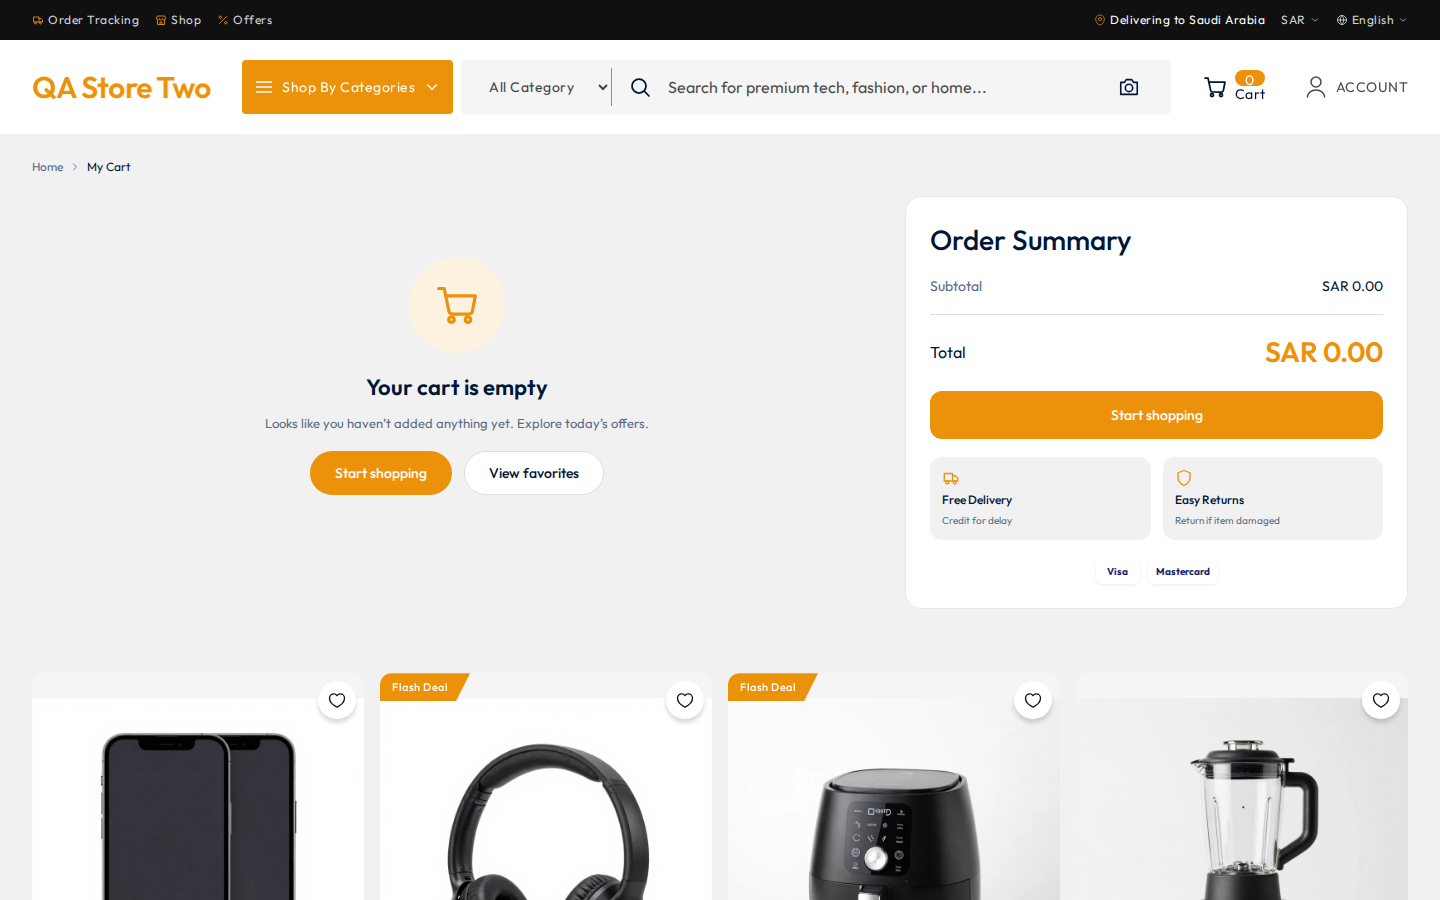 Order Tracking
Shop
Offers
Delivering to Saudi Arabia
SAR
English
QA Store Two
Shop By Categories
All Category
Search for premium tech, fashion, or home...
0
Cart
ACCOUNT
Home
My Cart
Your cart is empty
Looks like you haven’t added anything yet. Explore today’s offers.
Start shopping
View favorites
Order Summary
Subtotal
SAR 0.00
Total
SAR 0.00
Start shopping
Free Delivery
Credit for delay
Easy Returns
Return if item damaged
Visa
Mastercard
Flash Deal
Flash Deal